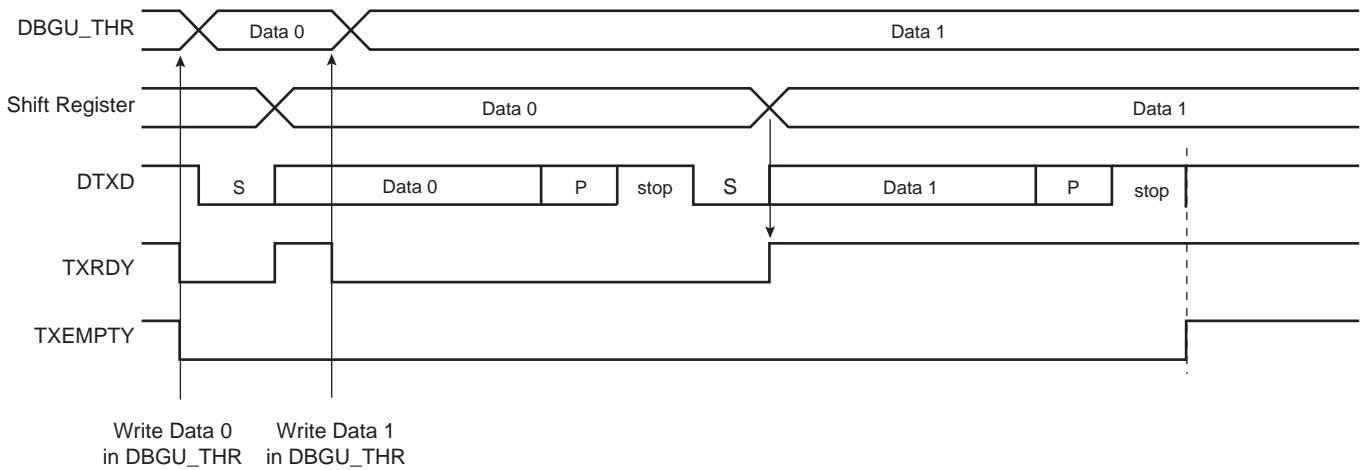 DBGU_THR Data 0 Data 1
Shift Register Data 0 Data 1
DTXD S Data 0 P stop S Data 1 P stop
TXRDY
TXEMPTY
Write Data 0
in DBGU_THR
Write Data 1
in DBGU_THR